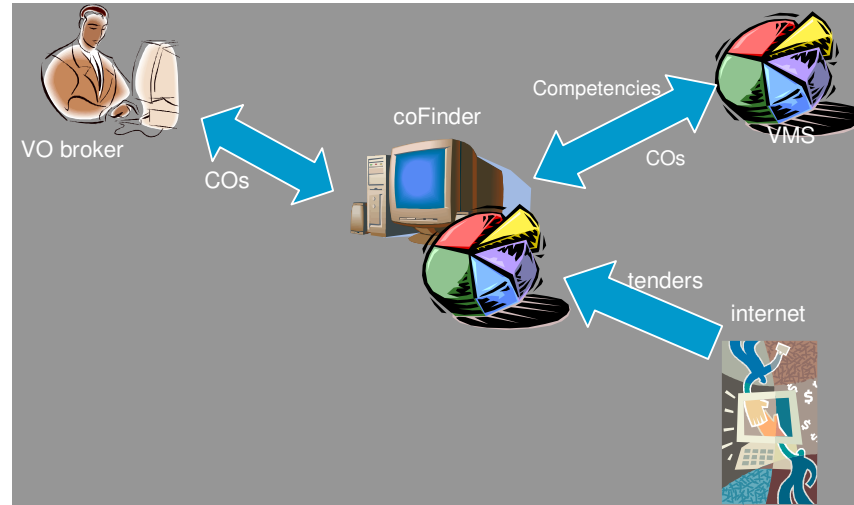 Competencies
coFinder
VMS
VO broker
COs
COs
tenders
internet